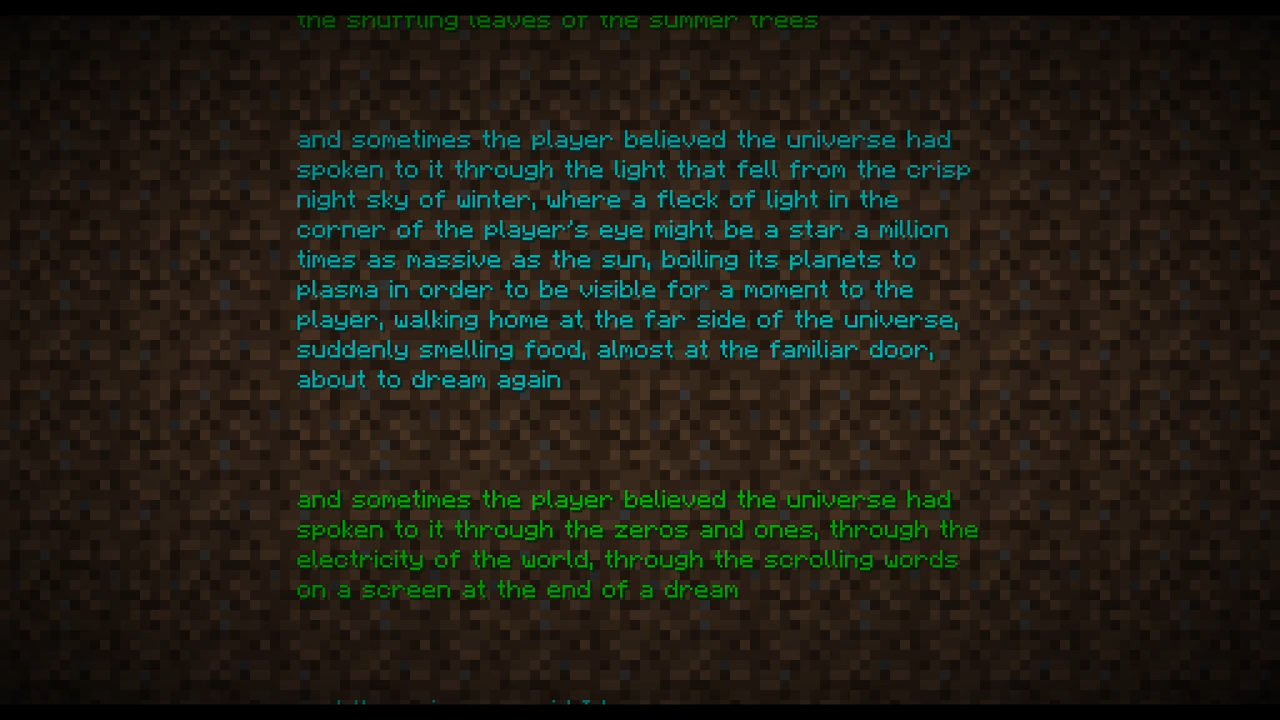 the shuffling leaves of the summer trees
and sometimes the player believed the universe had
spoken to it through the light that fell from the crisp
night sky of winter, where a fleck of light in the
corner of the player's eye might be a star a million
times as massive as the sun, boiling its planets to
plasma in order to be visible for a moment to the
player, walking home at the far side of the universe,
suddenly smelling food, almost at the familiar door,
about to dream again
and sometimes the player believed the universe had
spoken to it through the zeros and ones, through the
electricity of the world, through the scrolling words
on a screen at the end of a dream